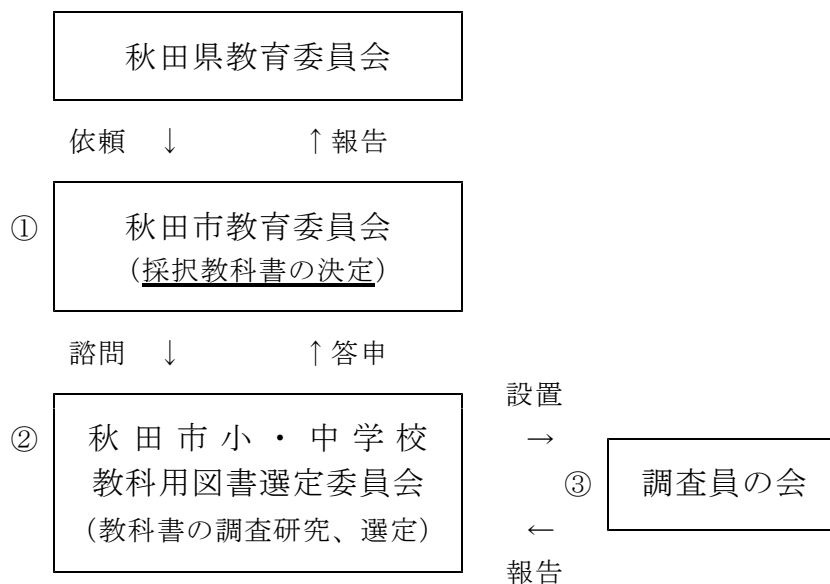 秋田県教育委員会
依頼 ↓ ↑報告
① 秋田市教育委員会
(採択教科書の決定)
諮問 ↓ ↑答申
設置
→
② 秋田市小・中学校
教科用図書選定委員会
(教科書の調査研究、選定)
③ 調査員の会
←
報告